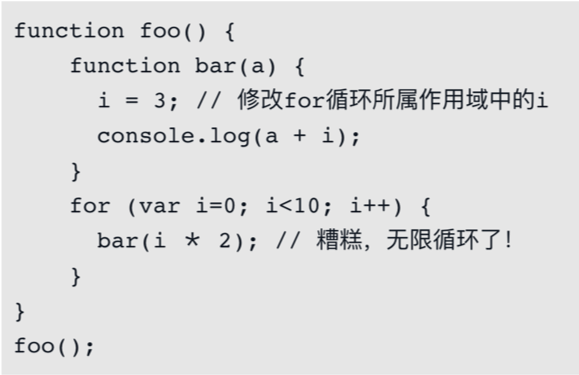 function foo() {
    function bar(a) {
      i = 3; // 修改for循环所属作用域中的i
      console.log(a + i);
    }
    for (var i=0; i<10; i++) {
      bar(i * 2); // 糟糕，无限循环了！
    }
}
foo();